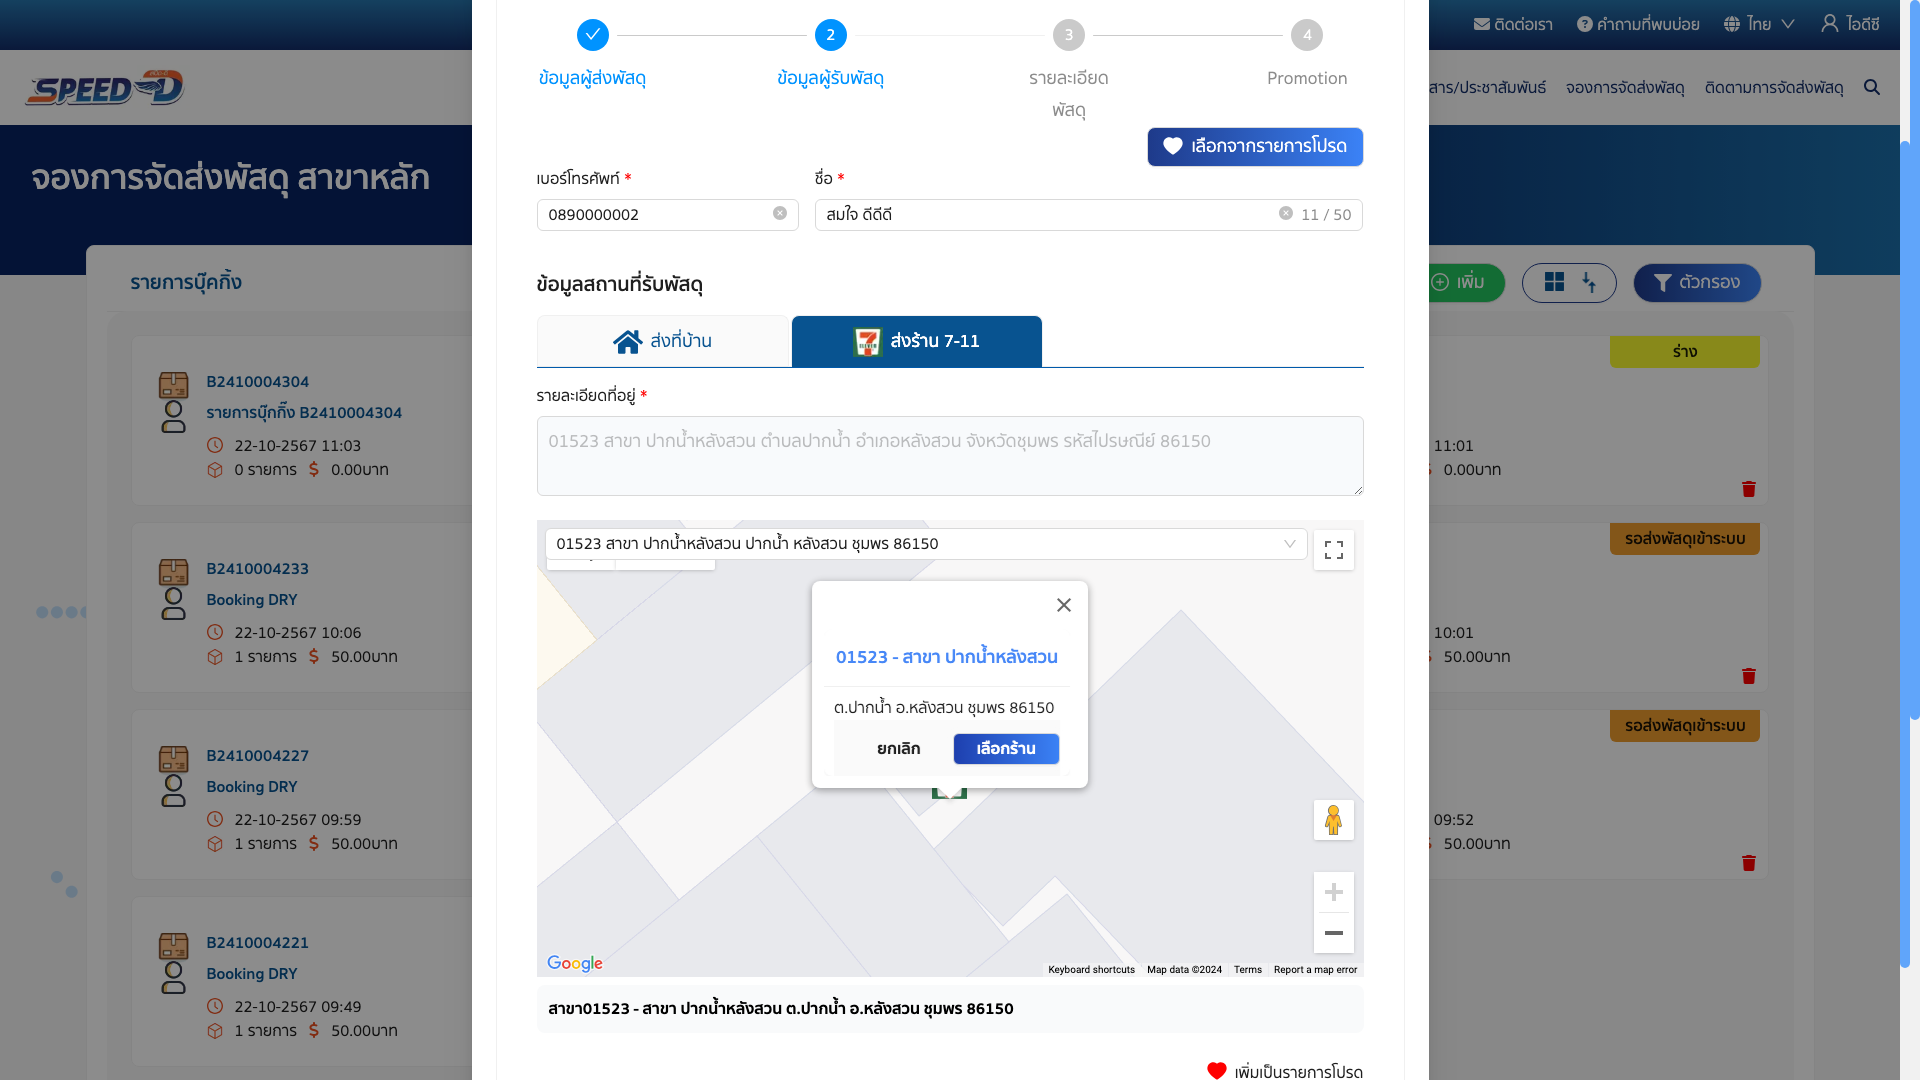 ติดต่อเรา
คำถามที่พบบ่อย
ไทย
ไอดีซี
SPEED-D
สาร/ประชาสัมพันธ์
จองการจัดส่งพัสดุ
ติดตามการจัดส่งพัสดุ
จองการจัดส่งพัสดุ สาขาหลัก
รายการบุ๊คกิ้ง
เพิ่ม
ตัวกรอง
B2410004304
รายการบุ๊กกิ๊ง B2410004304
22-10-2567 11:03
0 รายการ $ 0.00บาท
B2410004233
Booking DRY
22-10-2567 10:06
1 รายการ $ 50.00บาท
B2410004227
Booking DRY
22-10-2567 09:59
1 รายการ $ 50.00บาท
B2410004221
Booking DRY
22-10-2567 09:49
1 รายการ $ 50.00บาท
2
3
4
ข้อมูลผู้ส่งพัสดุ
ข้อมูลผู้รับพัสดุ
รายละเอียด
พัสดุ
Promotion
เลือกจากรายการโปรด
เบอร์โทรศัพท์ *
ชื่อ *
0890000002
สมใจ ดีดีดี
11 / 50
ข้อมูลสถานที่รับพัสดุ
ส่งที่บ้าน
ส่งร้าน 7-11
รายละเอียดที่อยู่ *
01523 สาขา ปากน้ำหลังสวน ตำบลปากน้ำ อำเภอหลังสวน จังหวัดชุมพร รหัสไปรษณีย์ 86150
01523 สาขา ปากน้ำหลังสวน ปากน้ำ หลังสวน ชุมพร 86150
01523 - สาขา ปากน้ำหลังสวน
ต.ปากน้ำ อ.หลังสวน ชุมพร 86150
ยกเลิก
เลือกร้าน
Google
Keyboard shortcuts
Map data ©2024
Terms
Report a map error
สาขา01523 - สาขา ปากน้ำหลังสวน ต.ปากน้ำ อ.หลังสวน ชุมพร 86150
เพิ่มเป็นรายการโปรด
ร่าง
11:01
0.00บาท
รอส่งพัสดุเข้าระบบ
10:01
50.00บาท
รอส่งพัสดุเข้าระบบ
09:52
50.00บาท